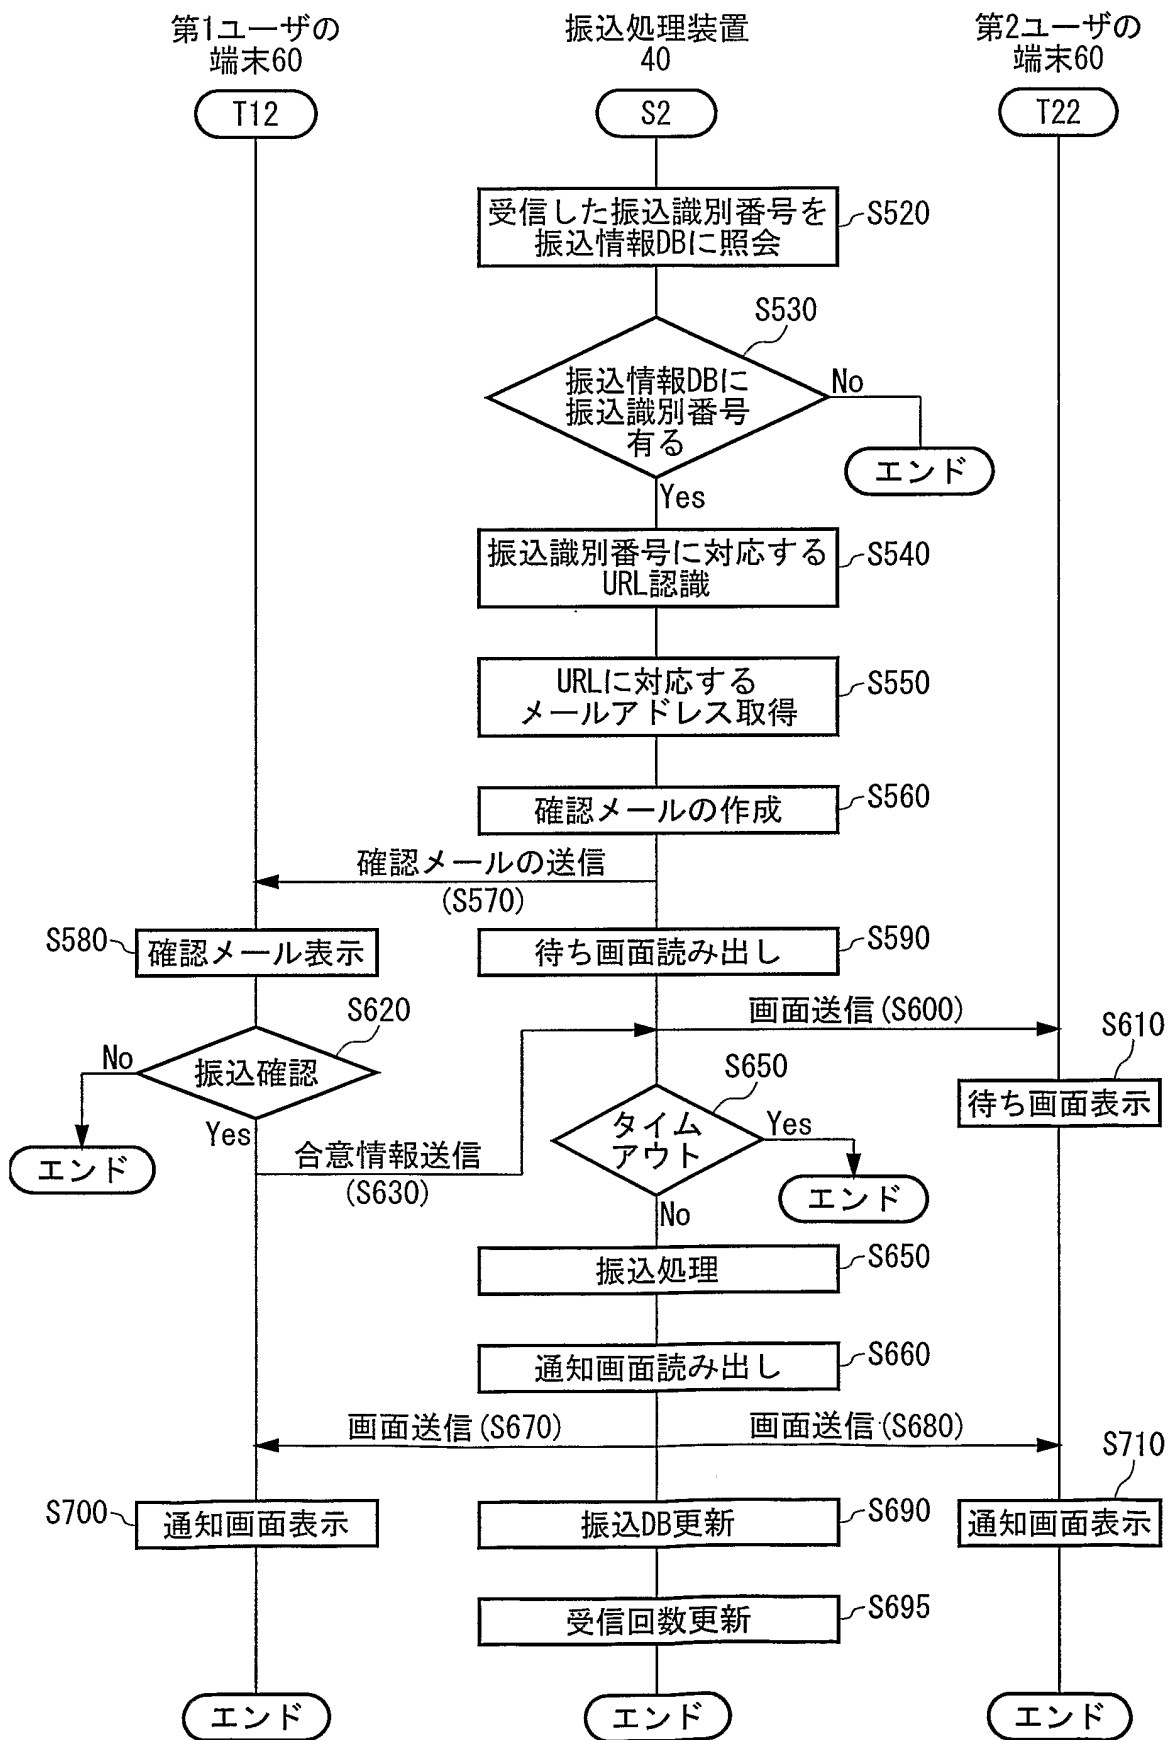 第1ユーザの
端末60
振込処理装置
40
第2ユーザの
端末60
T12
S2
T22
受信した振込識別番号を
振込情報DBに照会
S520
S530
振込情報DBに
振込識別番号
有る
No
エンド
Yes
振込識別番号に対応する
URL認識
S540
URLに対応する
メールアドレス取得
S550
確認メールの作成
S560
確認メールの送信
(S570)
S580
確認メール表示
待ち画面読み出し
S590
S620
画面送信(S600)
S610
No
振込確認
S650
待ち画面表示
Yes
タイム
アウト
Yes
エンド
合意情報送信
(S630)
エンド
No
振込処理
S650
通知画面読み出し
S660
画面送信(S670)
画面送信(S680)
S710
S700
通知画面表示
振込DB更新
S690
通知画面表示
受信回数更新
S695
エンド
エンド
エンド